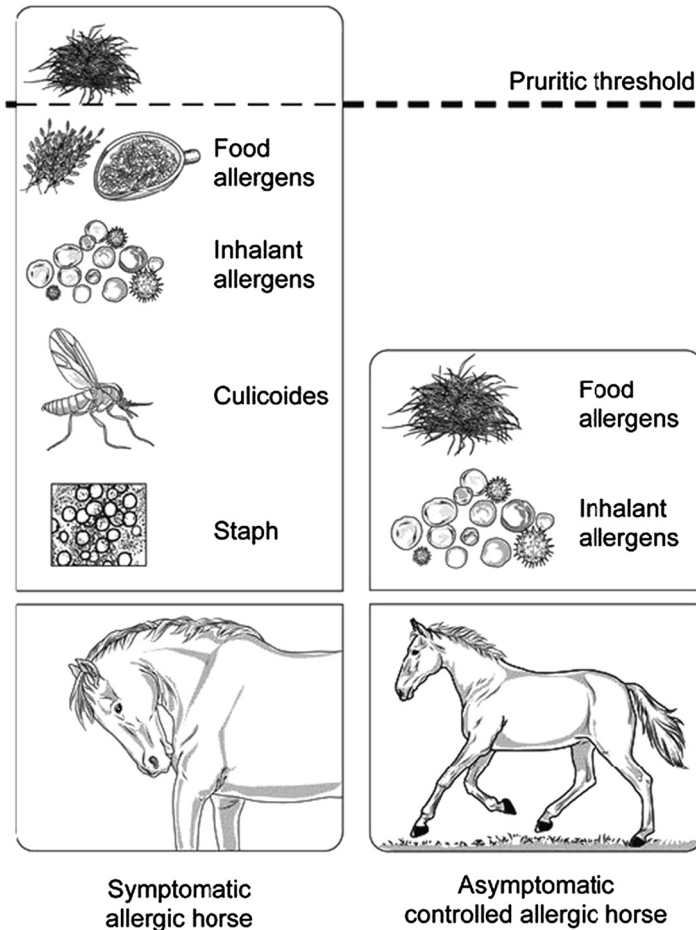 Pruritic threshold
Food
allergens
Inhalant
allergens
Culicoides
Staph
Food
allergens
Inhalant
allergens
Symptomatic
allergic horse
Asymptomatic
controlled allergic horse